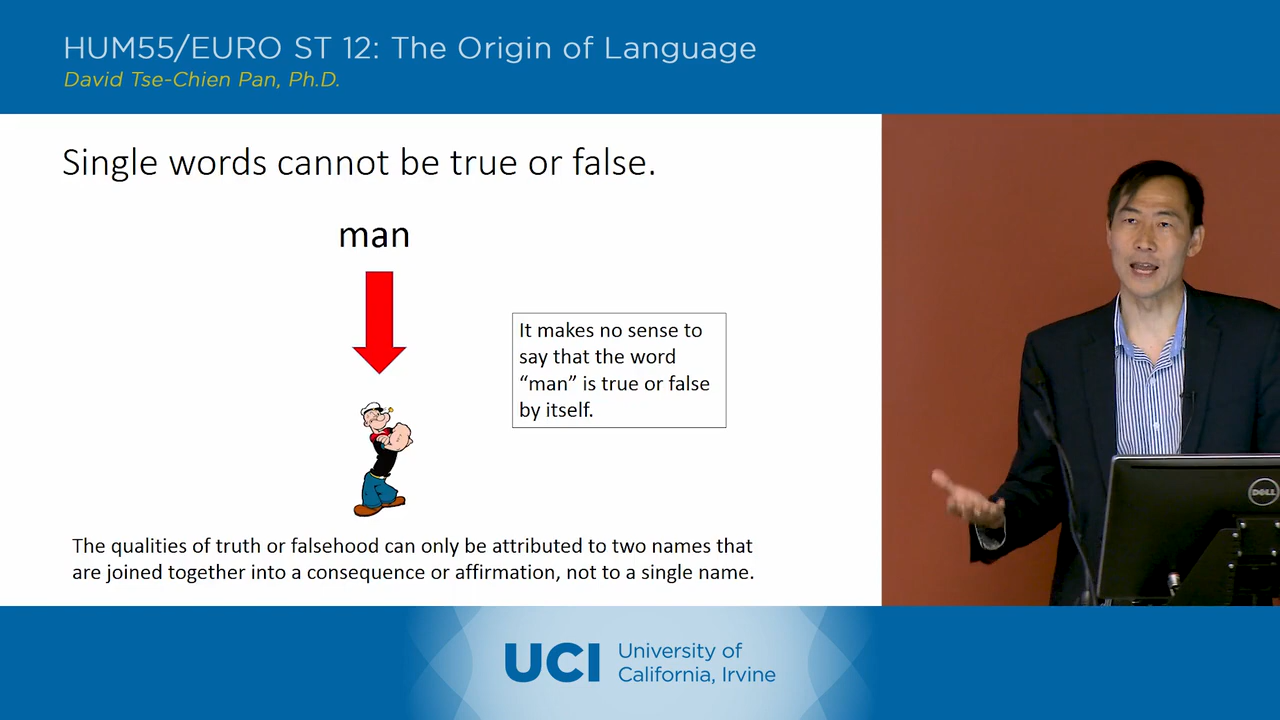 HUM55/EURO ST 12: The Origin of Language
David Tse-Chien Pan, Ph.D.
Single words cannot be true or false.
man
It makes no sense to
say that the word
“man” is true or false
by itself.
The qualities of truth or falsehood can only be attributed to two names that
are joined together into a consequence or affirmation, not to a single name.
DELL
UCI
University of
California, Irvine